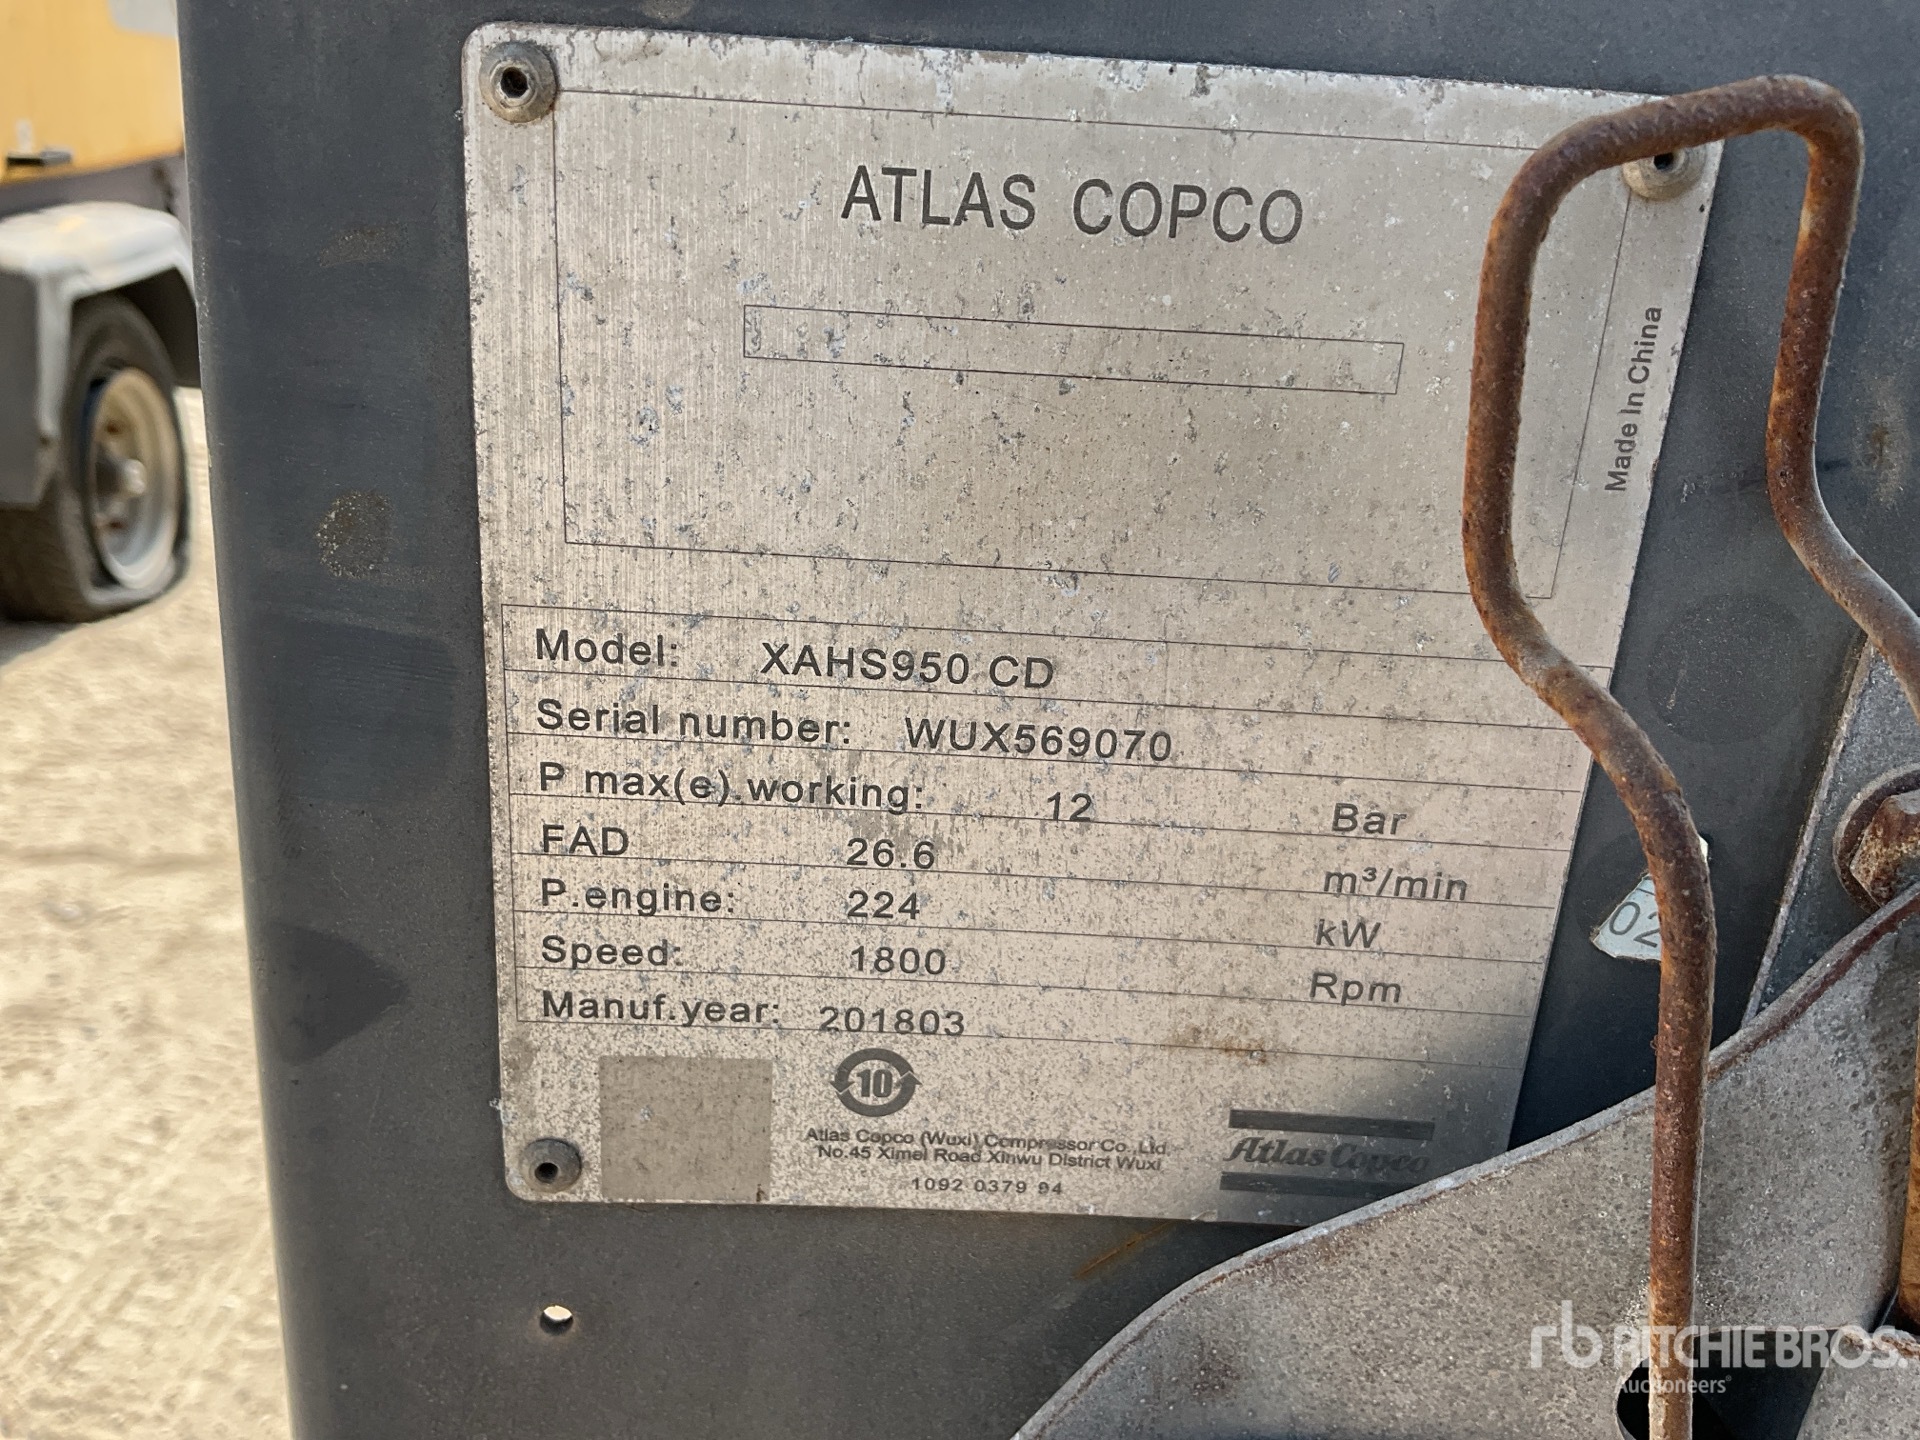 ATLAS COPCO
Made In China
Model: XAHS950 CD
Serial number: WUX569070
P max(e).working: 12 Bar
FAD 26.6 m³/min
P.engine: 224 kW
Speed: 1800 Rpm
Manuf.year: 201803
10
Atlas Copco (Wuxi) Compressor Co.,Ltd.
No.45 Ximei Road Xinwu District Wuxi
1092 0379 94
Atlas Copco
02
rb RITCHIE BROS.
Auctioneers